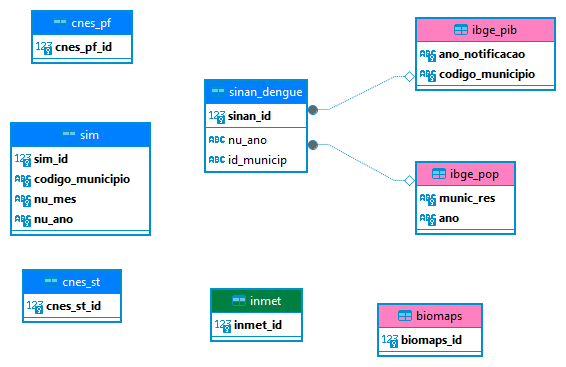 cnes_pf
123 cnes_pf_id
ibge_pib
ABC ano_notificacao
ABC codigo_municipio
sinan_dengue
123 sinan_id
ABC nu_ano
ABC id_municip
sim
123 sim_id
ABC codigo_municipio
ABC nu_mes
ABC nu_ano
ibge_pop
ABC munic_res
ABC ano
cnes_st
123 cnes_st_id
inmet
123 inmet_id
biomaps
123 biomaps_id